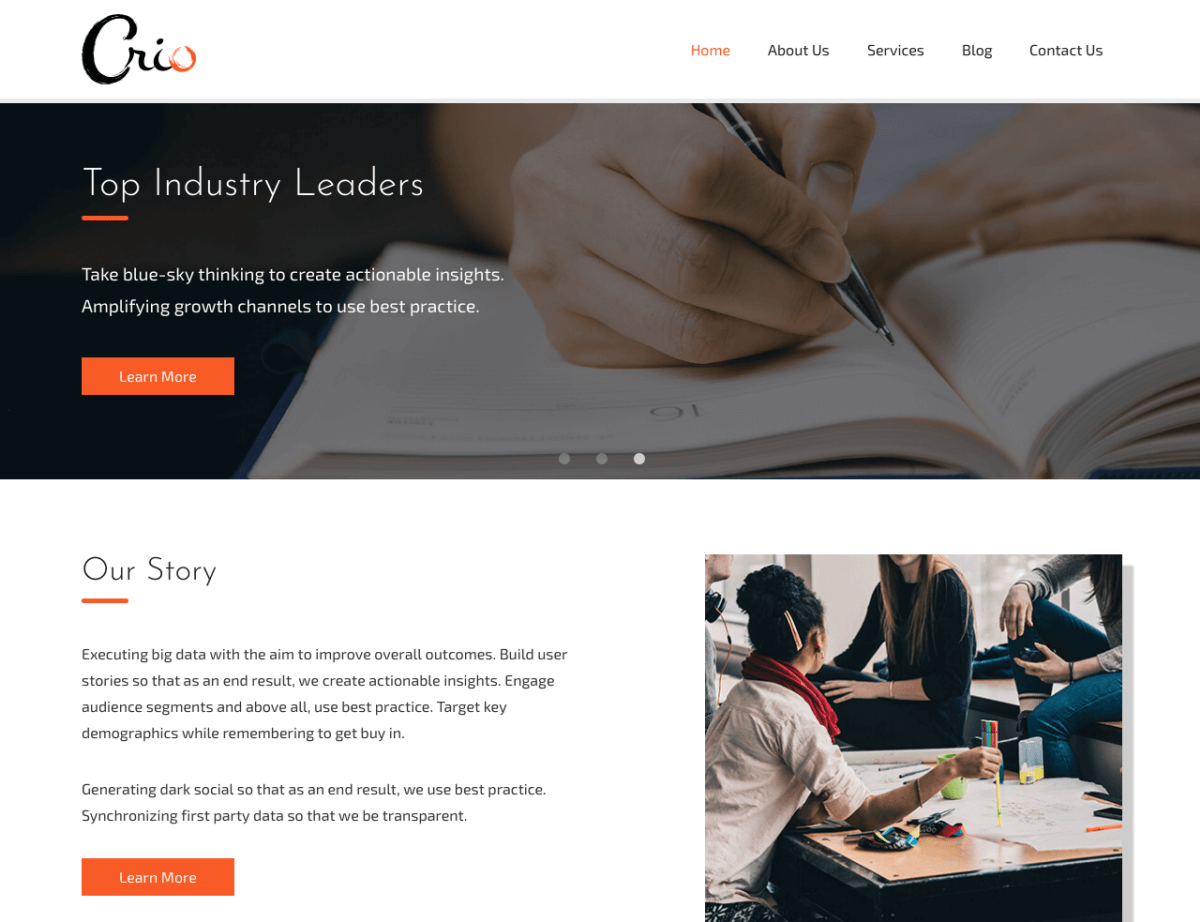 Crio
Home About Us Services Blog Contact Us
Top Industry Leaders
Take blue-sky thinking to create actionable insights.
Amplifying growth channels to use best practice.
Learn More
Our Story
Executing big data with the aim to improve overall outcomes. Build user
stories so that as an end result, we create actionable insights. Engage
audience segments and above all, use best practice. Target key
demographics while remembering to get buy in.
Generating dark social so that as an end result, we use best practice.
Synchronizing first party data so that we be transparent.
Learn More